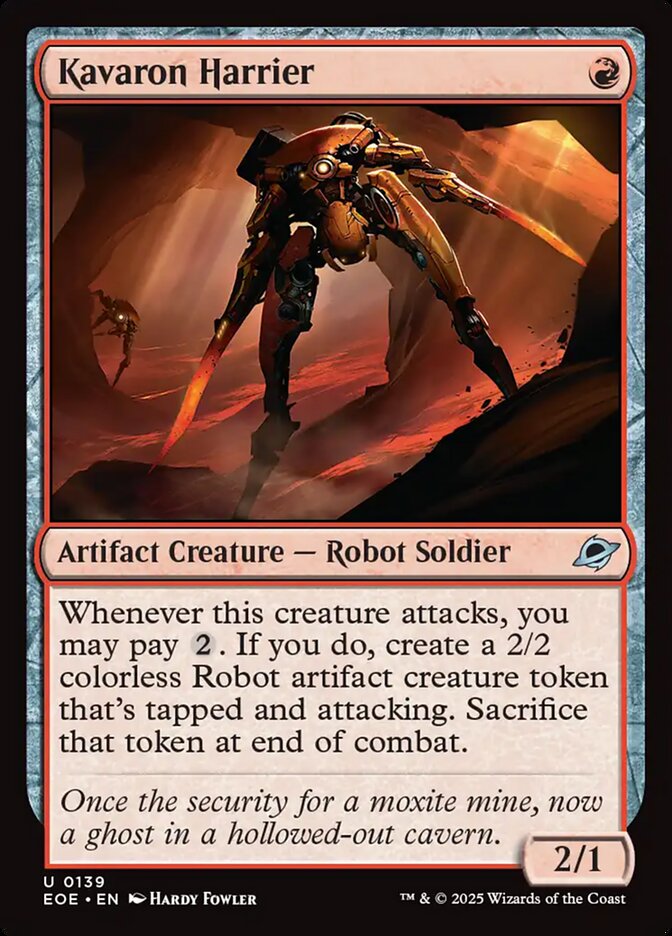 Kavaron Harrier
Artifact Creature — Robot Soldier
Whenever this creature attacks, you
may pay 2. If you do, create a 2/2
colorless Robot artifact creature token
that's tapped and attacking. Sacrifice
that token at end of combat.
Once the security for a moxite mine, now
a ghost in a hollowed-out cavern.
2/1
U 0139
EOE • EN Hardy Fowler
™ & © 2025 Wizards of the Coast